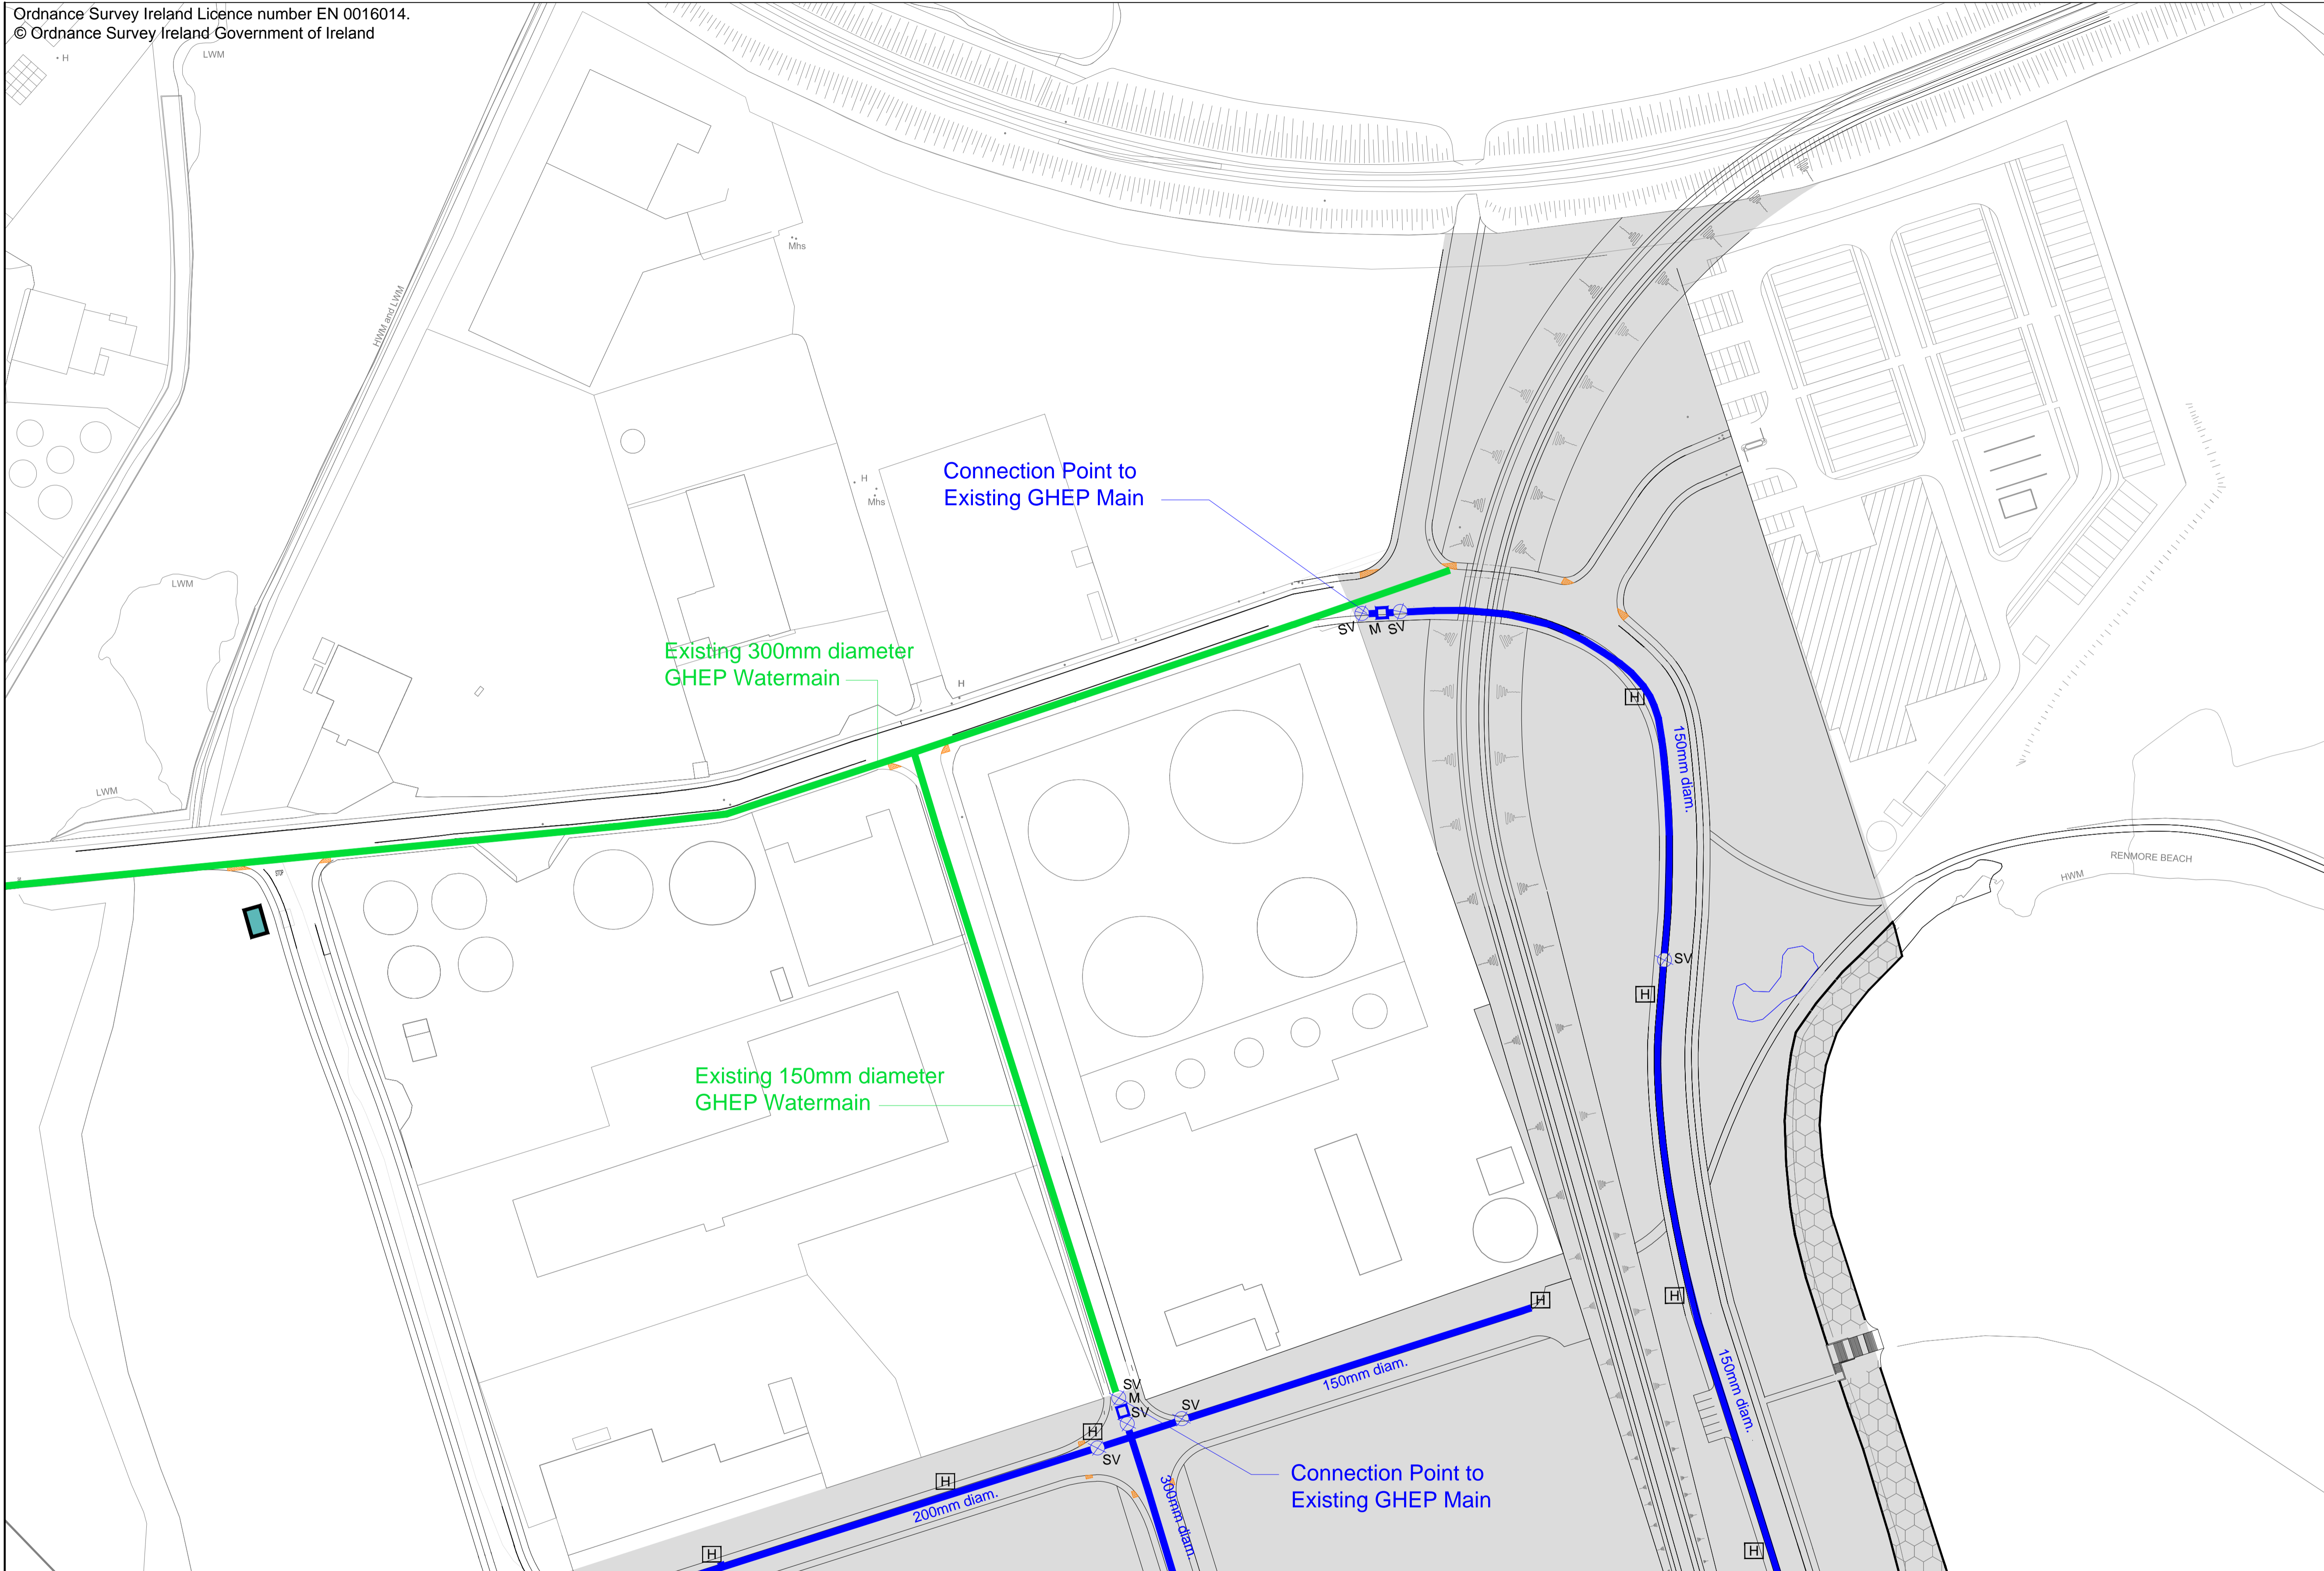 Ordnance Survey Ireland Licence number EN 0016014.
© Ordnance Survey Ireland Government of Ireland
H
LWM
Mhs
HWM and LWM
Connection Point to
Existing GHEP Main
H
Mhs
LWM
SV
M
SV
Existing 300mm diameter
GHEP Watermain
H
H
150mm diam.
LWM
RENMORE BEACH
HWM
SV
H
Existing 150mm diameter
GHEP Watermain
H
H
150mm diam.
150mm diam.
SV
M
SV
SV
H
SV
Connection Point to
Existing GHEP Main
H
200mm diam.
300mm diam.
H
H